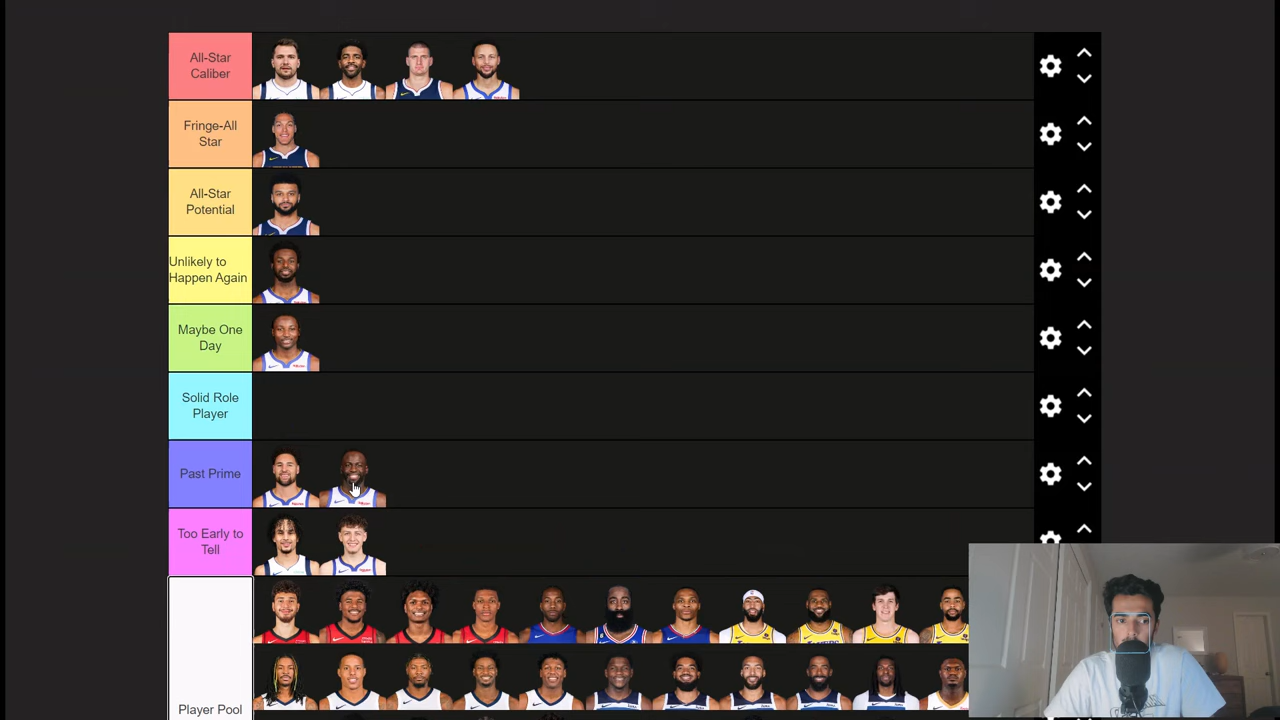 All-Star
Caliber
Fringe-All
Star
All-Star
Potential
Unlikely to
Happen Again
Maybe One
Day
Solid Role
Player
Past Prime
Too Early to
Tell
Player Pool